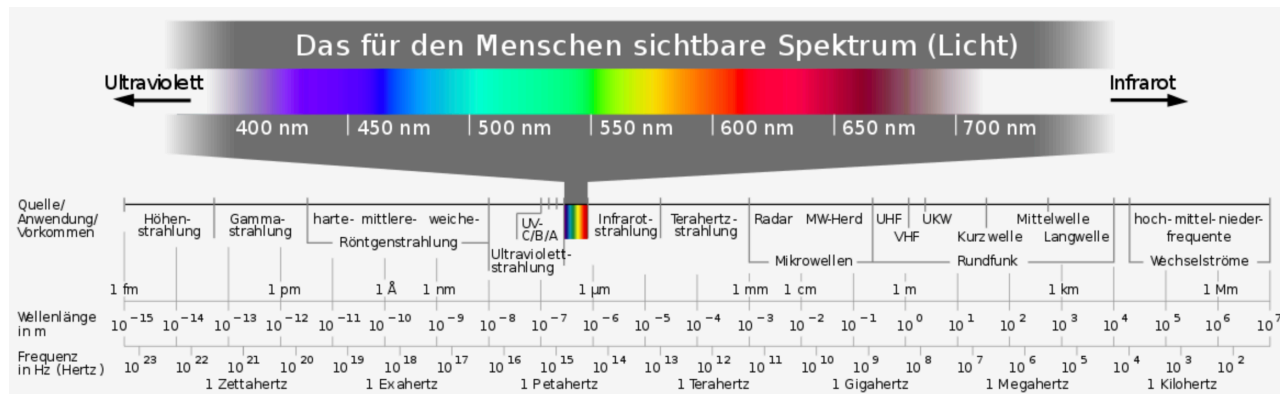 Das für den Menschen sichtbare Spektrum (Licht)
Ultraviolett
Infrarot
400 nm 450 nm 500 nm 550 nm 600 nm 650 nm 700 nm
Quelle/
Anwendung/
Vorkommen
Höhen-
strahlung
Gamma-
strahlung
harte- mittlere- weiche-
Röntgenstrahlung
UV-
C/B/A
Ultraviolett-
strahlung
Infrarot-
strahlung
Terahertz-
strahlung
Radar MW-Herd
Mikrowellen
UHF UKW Mittelwelle
VHF Kurzwelle Langwelle
Rundfunk
hoch- mittel- nieder-
frequente
Wechselströme
1 fm 1 pm 1 Å 1 nm 1 µm 1 mm 1 cm 1 m 1 km 1 Mm
Wellenlänge
in m
10⁻¹⁵ 10⁻¹⁴ 10⁻¹³ 10⁻¹² 10⁻¹¹ 10⁻¹⁰ 10⁻⁹ 10⁻⁸ 10⁻⁷ 10⁻⁶ 10⁻⁵ 10⁻⁴ 10⁻³ 10⁻² 10⁻¹ 10⁰ 10¹ 10² 10³ 10⁴ 10⁵ 10⁶ 10⁷
Frequenz
in Hz (Hertz)
10²³ 10²² 10²¹ 10²⁰ 10¹⁹ 10¹⁸ 10¹⁷ 10¹⁶ 10¹⁵ 10¹⁴ 10¹³ 10¹² 10¹¹ 10¹⁰ 10⁹ 10⁸ 10⁷ 10⁶ 10⁵ 10⁴ 10³ 10²
1 Zettahertz 1 Exahertz 1 Petahertz 1 Terahertz 1 Gigahertz 1 Megahertz 1 Kilohertz